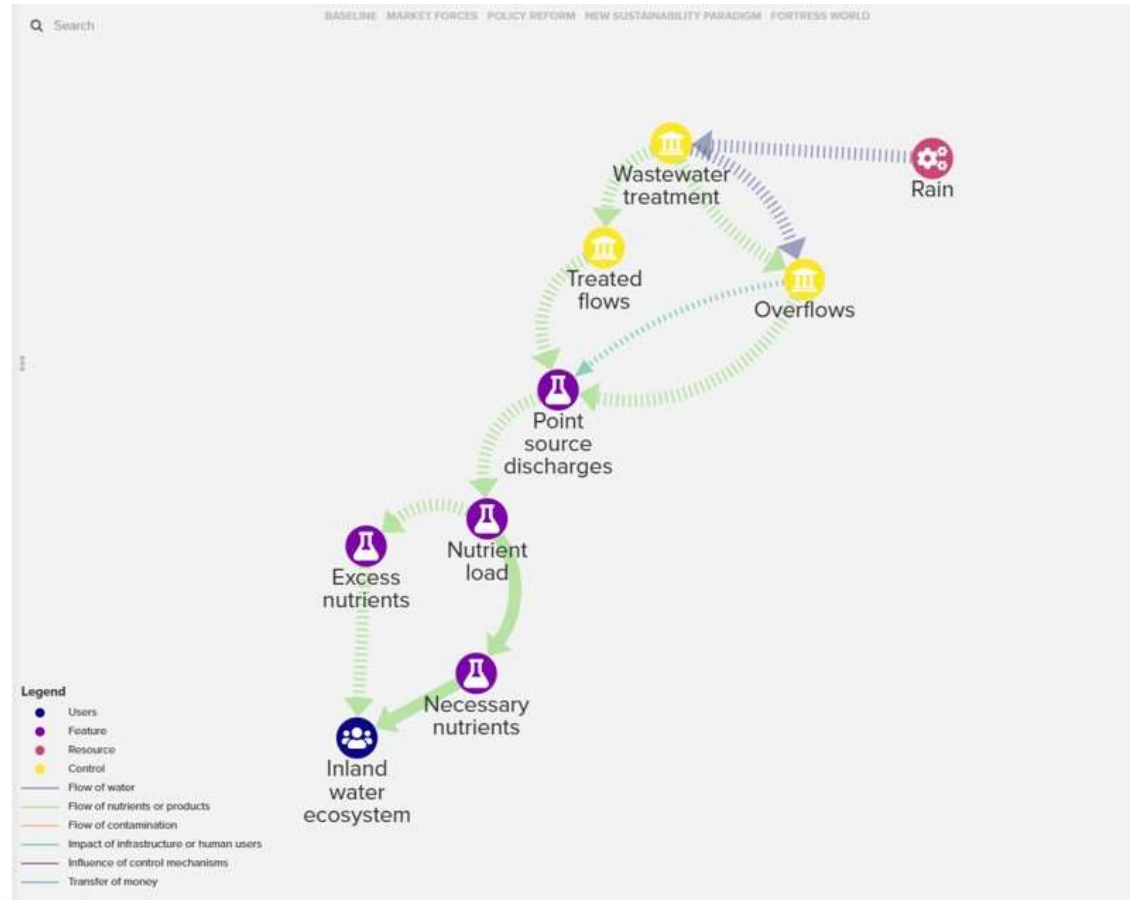 BASELINE MARKET FORCES POLICY REFORM NEW SUSTAINABILITY PARADIGM FORTRESS WORLD
Search
Wastewater
treatment
Rain
Treated
flows
Overflows
Point
source
discharges
Nutrient
load
Excess
nutrients
Necessary
nutrients
Inland
water
ecosystem
Legend
Users
Feature
Resource
Control
Flow of water
Flow of nutrients or products
Flow of contamination
Impact of infrastructure or human users
Influence of control mechanisms
Transfer of money